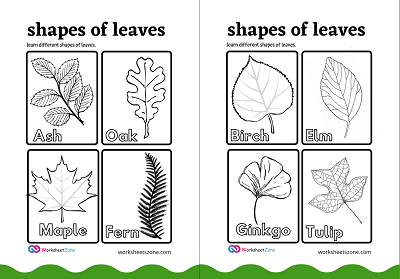 shapes of leaves
learn different shapes of leaves.
Ash
Oak
Maple
Fern
WorksheetZone
worksheetszone.com
shapes of leaves
learn different shapes of leaves.
Birch
Elm
Ginkgo
Tulip
WorksheetZone
worksheetszone.com